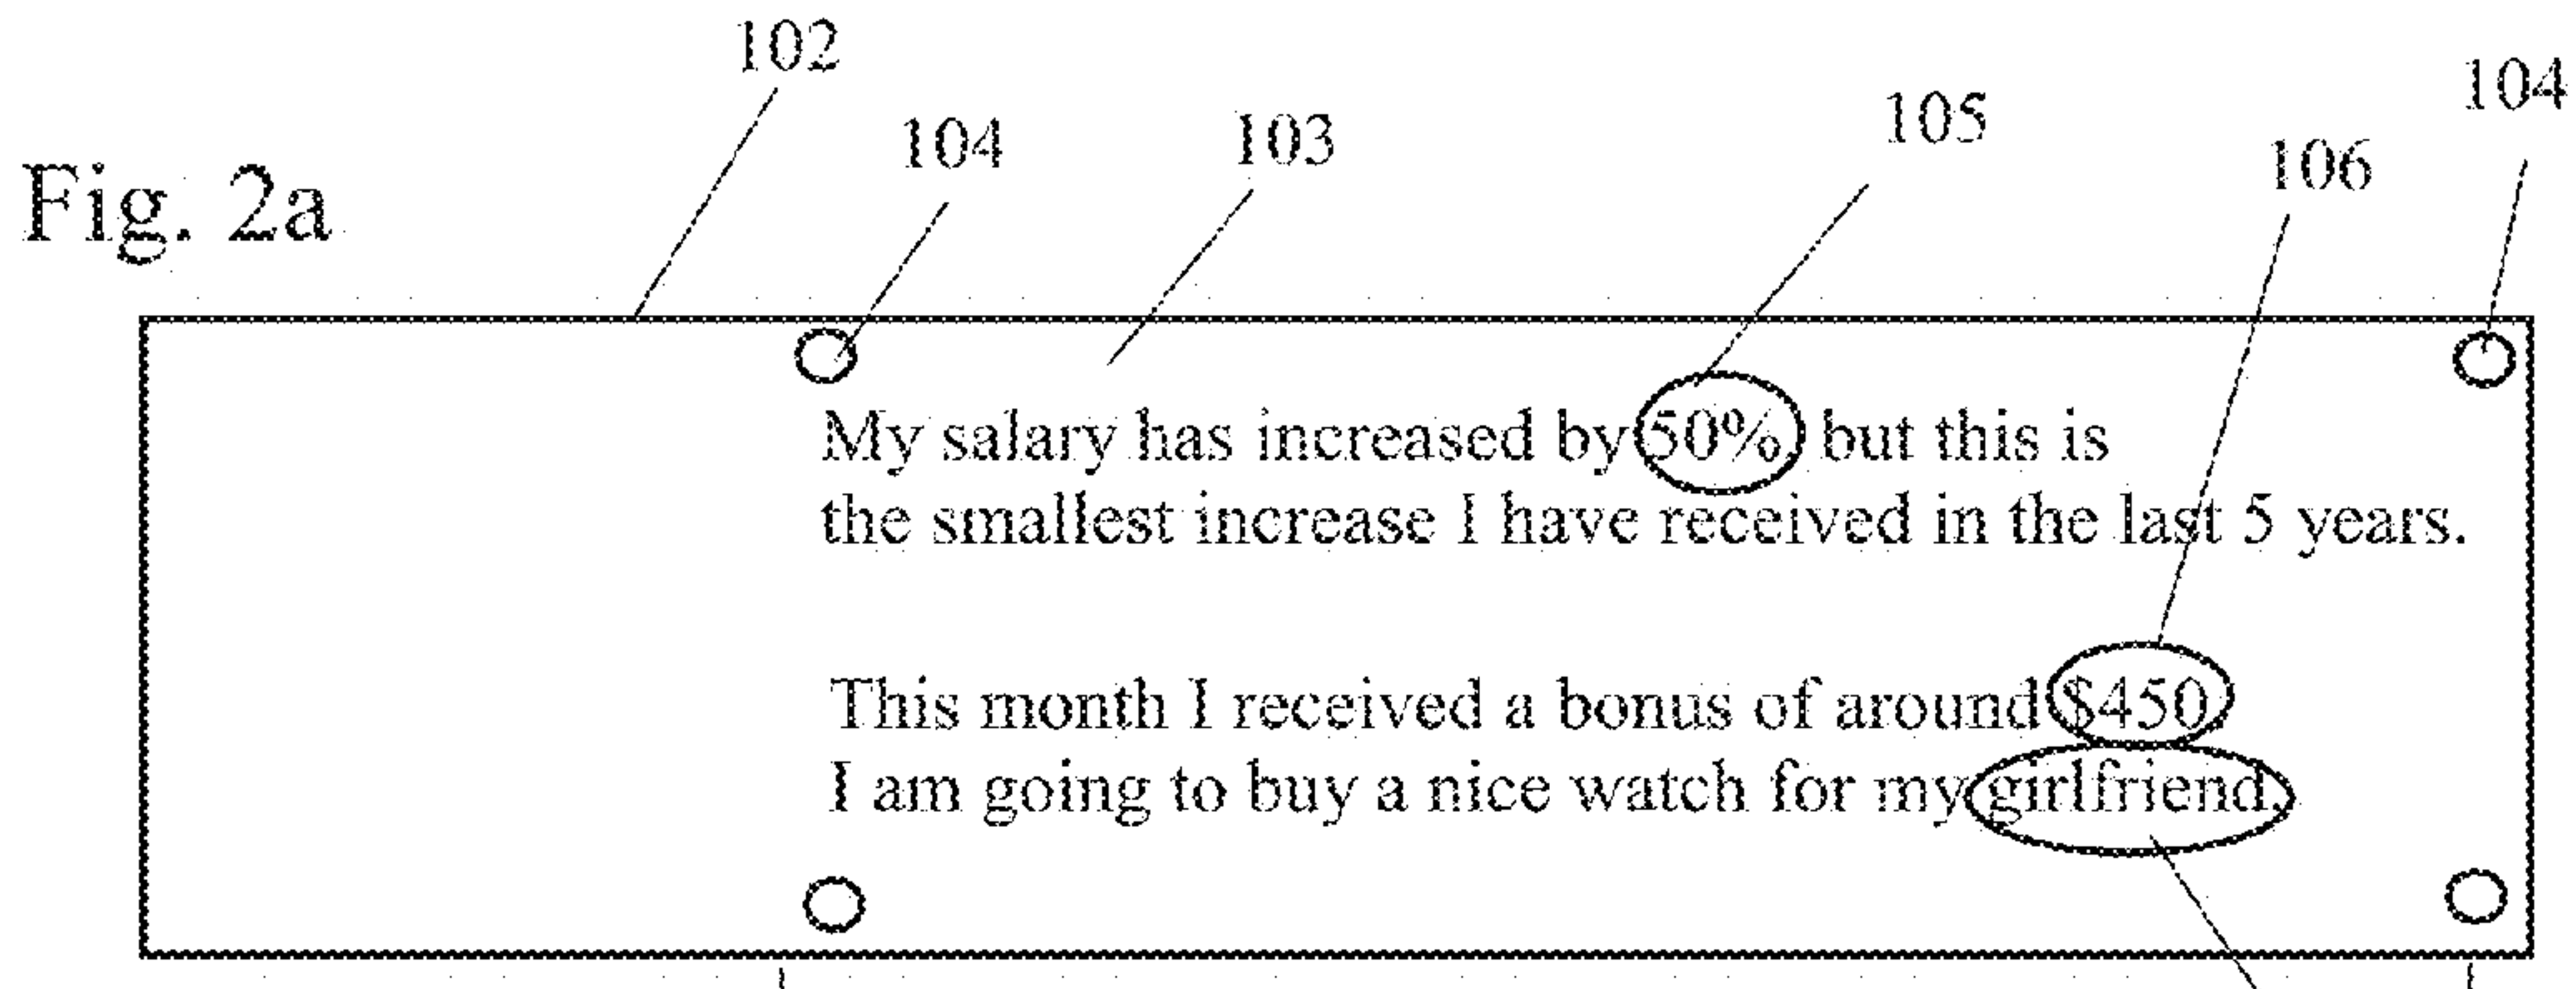 102
104
104 103 105 106
Fig. 2a
My salary has increased by 50%, but this is
the smallest increase I have received in the last 5 years.
This month I received a bonus of around $450.
I am going to buy a nice watch for my girlfriend.